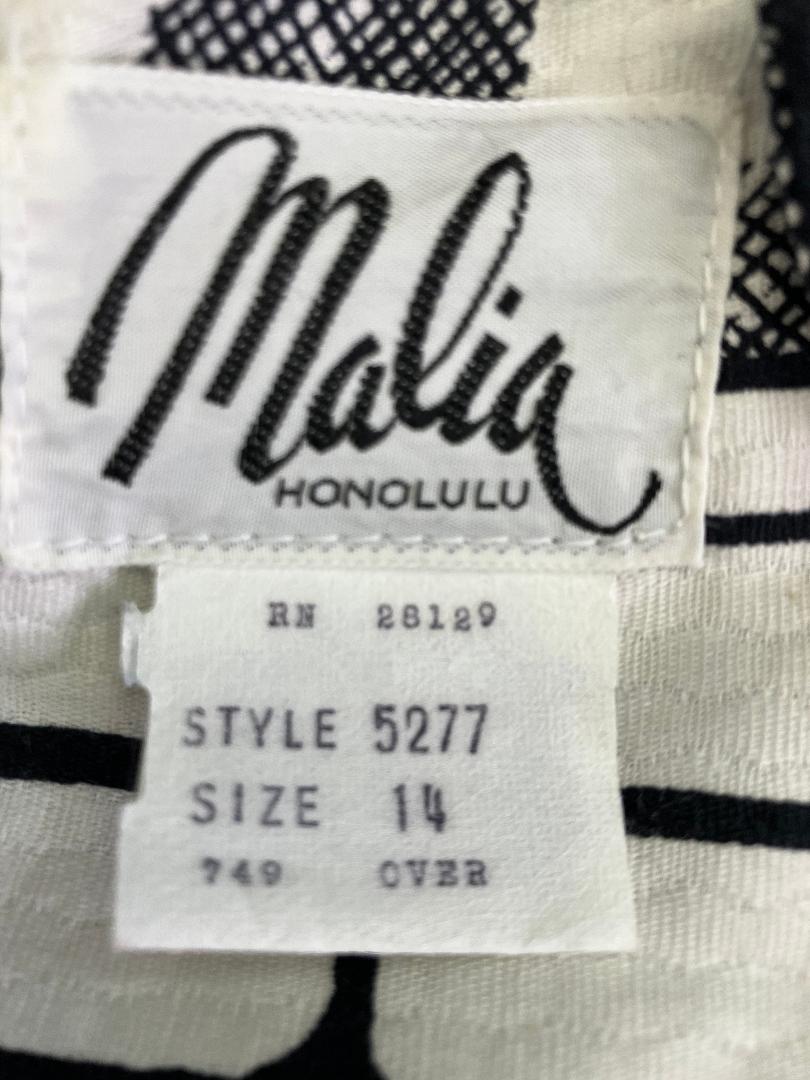 Malia
HONOLULU
RN 28129
STYLE 5277
SIZE 14
749 OVER